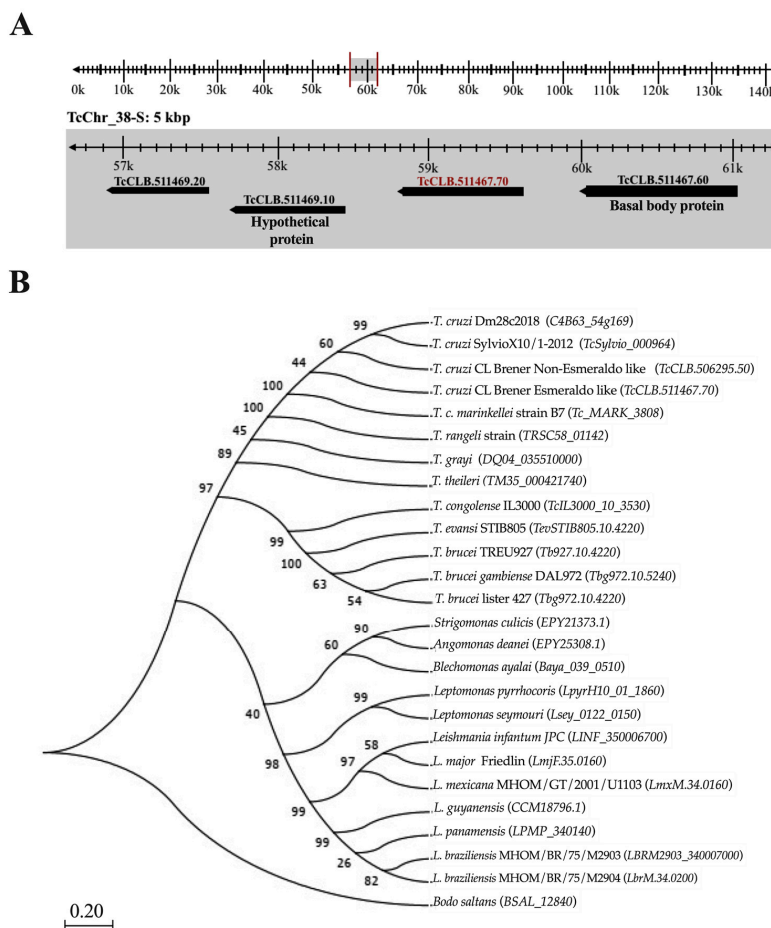 A
0k 10k 20k 30k 40k 50k 60k 70k 80k 90k 100k 110k 120k 130k 140k
TcChr_38-S: 5 kbp
57k 58k 59k 60k 61k
TcCLB.511469.20 TcCLB.511467.70 TcCLB.511467.60
TcCLB.511469.10 Basal body protein
Hypothetical
protein
B
99 T. cruzi Dm28c2018 (C4B63_54g169)
60 T. cruzi SylvioX10/1-2012 (TcSylvio_000964)
44 T. cruzi CL Brener Non-Esmeraldo like (TcCLB.506295.50)
100 T. cruzi CL Brener Esmeraldo like (TcCLB.511467.70)
100 T. c. marinkellei strain B7 (Tc_MARK_3808)
45 T. rangeli strain (TRSC58_01142)
89 T. grayi (DQ04_035510000)
97 T. theileri (TM35_000421740)
T. congolense IL3000 (TcIL3000_10_3530)
99 T. evansi STIB805 (TevSTIB805.10.4220)
100 T. brucei TREU927 (Tb927.10.4220)
63 T. brucei gambiense DAL972 (Tbg972.10.5240)
54 T. brucei lister 427 (Tbg972.10.4220)
90 Strigomonas culicis (EPY21373.1)
60 Angomonas deanei (EPY25308.1)
Blechomonas ayalai (Baya_039_0510)
99 Leptomonas pyrrhocoris (LpyrH10_01_1860)
40 Leptomonas seymouri (Lsey_0122_0150)
58 Leishmania infantum JPC (LINF_350006700)
98 97 L. major Friedlin (LmjF.35.0160)
L. mexicana MHOM/GT/2001/U1103 (LmxM.34.0160)
99 L. guyanensis (CCM18796.1)
99 L. panamensis (LPMP_340140)
26 L. braziliensis MHOM/BR/75/M2903 (LBRM2903_340007000)
82 L. braziliensis MHOM/BR/75/M2904 (LbrM.34.0200)
Bodo saltans (BSAL_12840)
0.20